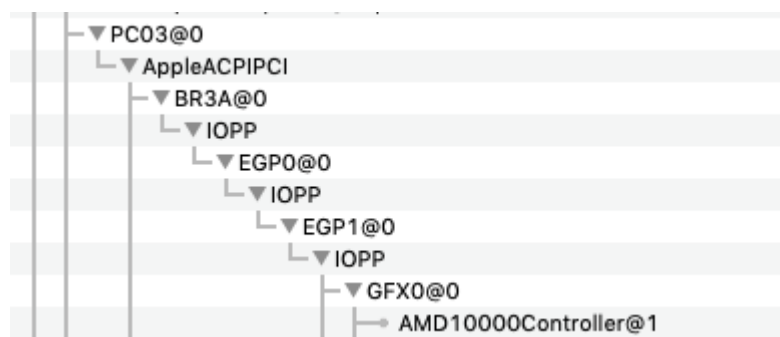 PC03@0
AppleACPIPCI
BR3A@0
IOPP
EGP0@0
IOPP
EGP1@0
IOPP
GFX0@0
AMD10000Controller@1